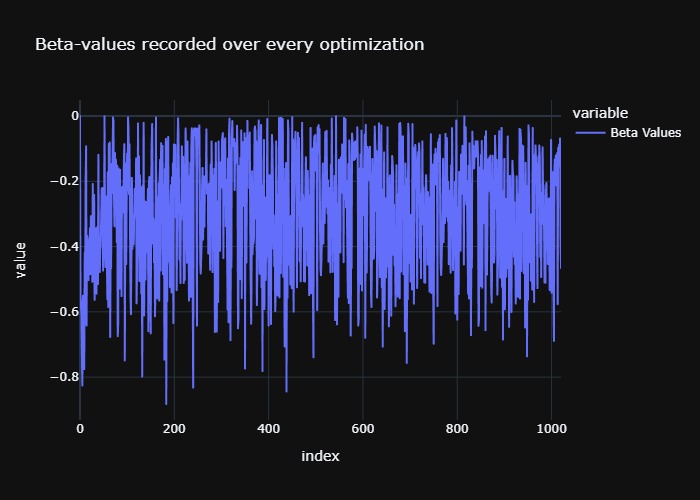 Beta-values recorded over every optimization
variable
Beta Values
0
−0.2
−0.4
−0.6
−0.8
value
0
200
400
600
800
1000
index